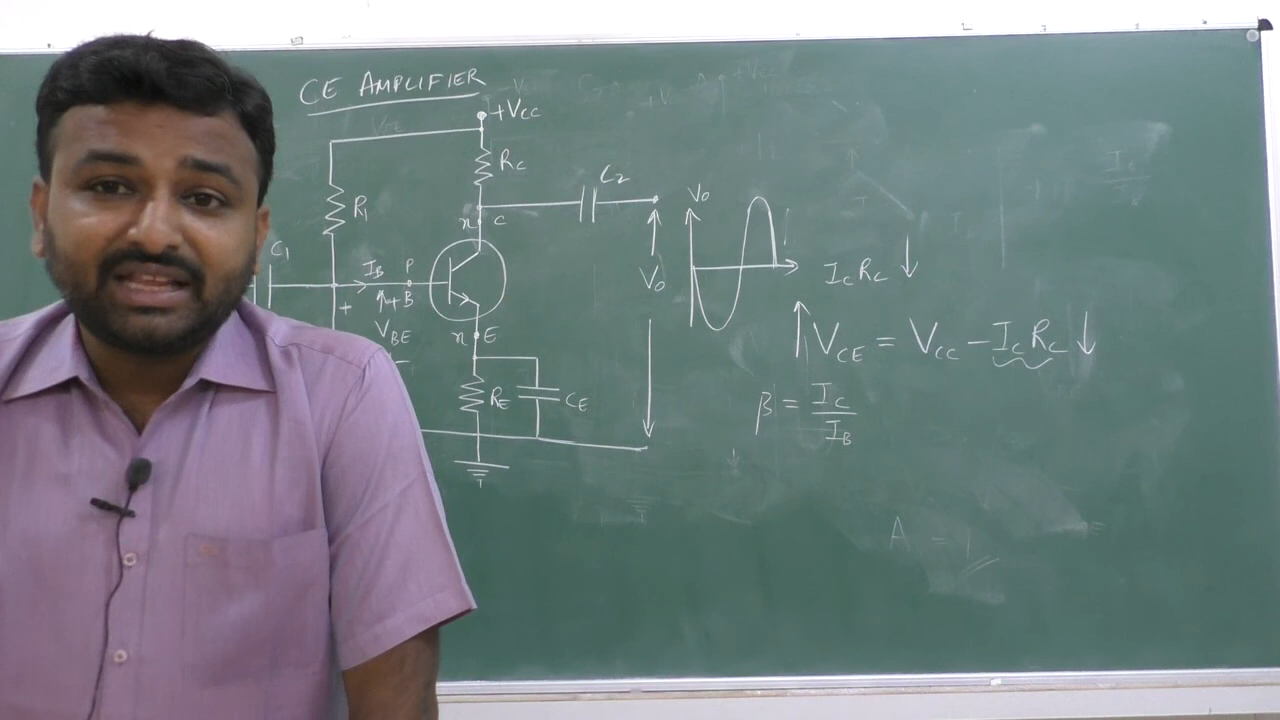 CE AMPLIFIER
+VCC
RC
R1
C2
n C
C1
IB P
+ + B
VBE
−
n E
RE CE
V0
V0
ICRC ↓
↑ VCE = VCC − ICRC ↓
β = IC
IB
A = 1